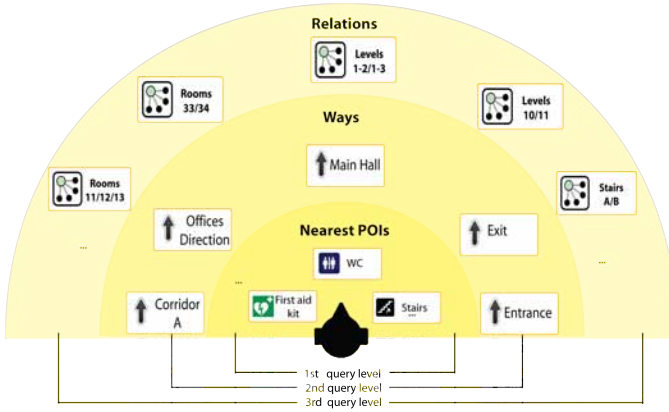 Relations
Levels
1-2/1-3
Rooms
33/34
Levels
10/11
Ways
Main Hall
Rooms
11/12/13
Stairs
A/B
Offices
Direction
Exit
...
Nearest POIs
...
WC
...
First aid
kit
Stairs
...
Corridor
A
Entrance
1st query level
2nd query level
3rd query level